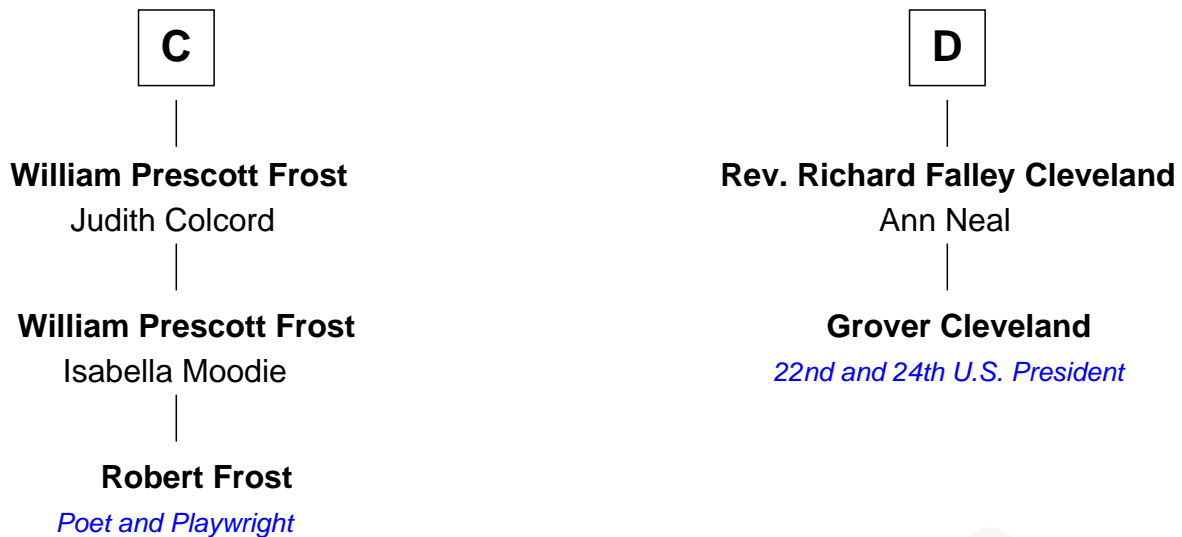 C
William Prescott Frost
Judith Colcord
William Prescott Frost
Isabella Moodie
Robert Frost
Poet and Playwright
D
Rev. Richard Falley Cleveland
Ann Neal
Grover Cleveland
22nd and 24th U.S. President